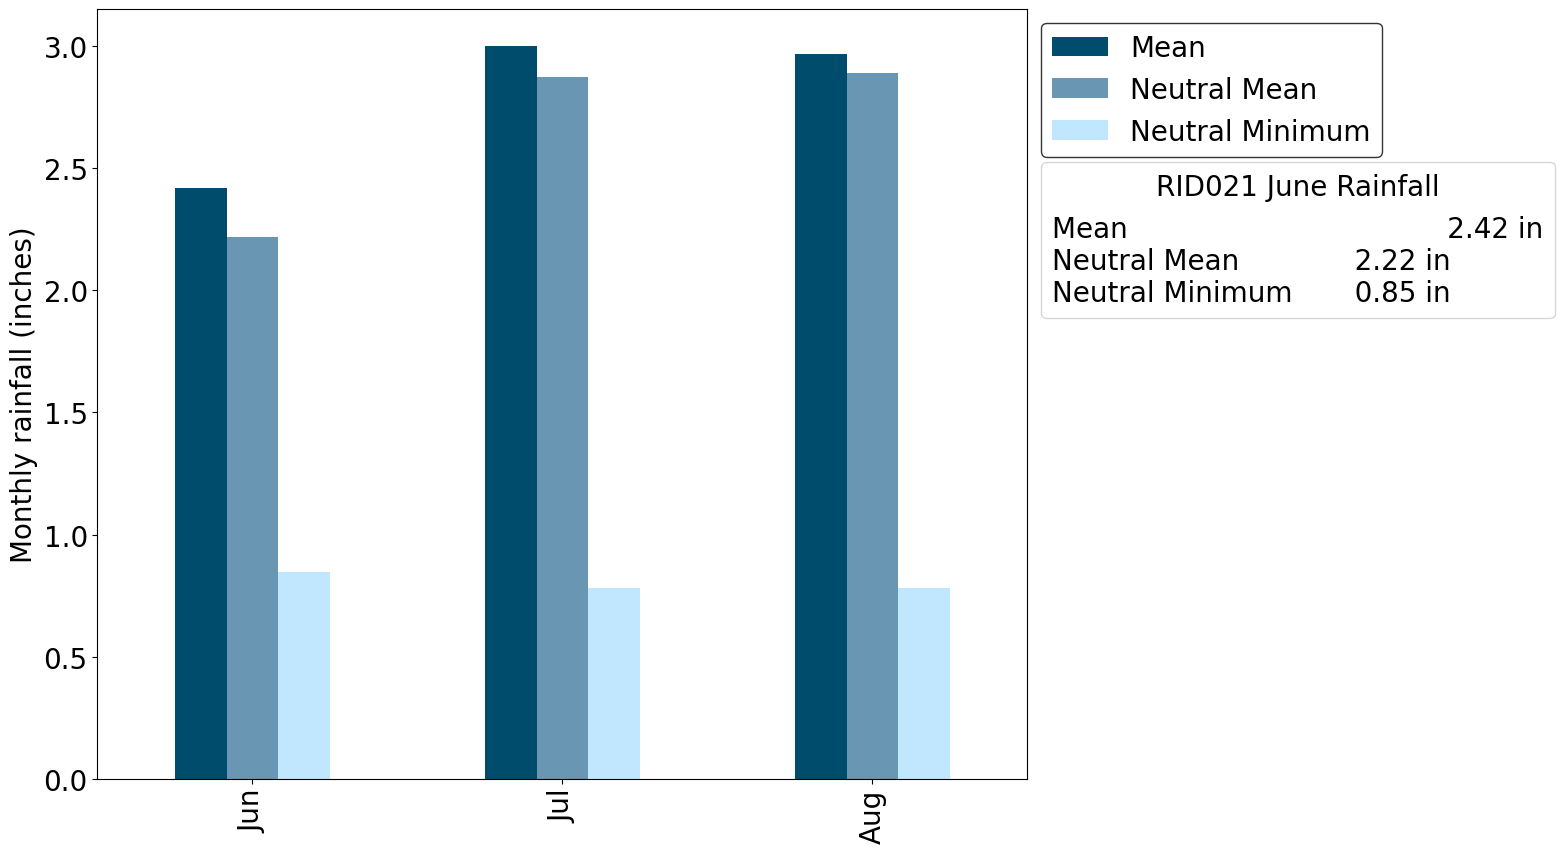 Monthly rainfall (inches)
3.0
2.5
2.0
1.5
1.0
0.5
0.0
Jun
Jul
Aug
Mean
Neutral Mean
Neutral Minimum
RID021 June Rainfall
Mean 2.42 in
Neutral Mean 2.22 in
Neutral Minimum 0.85 in